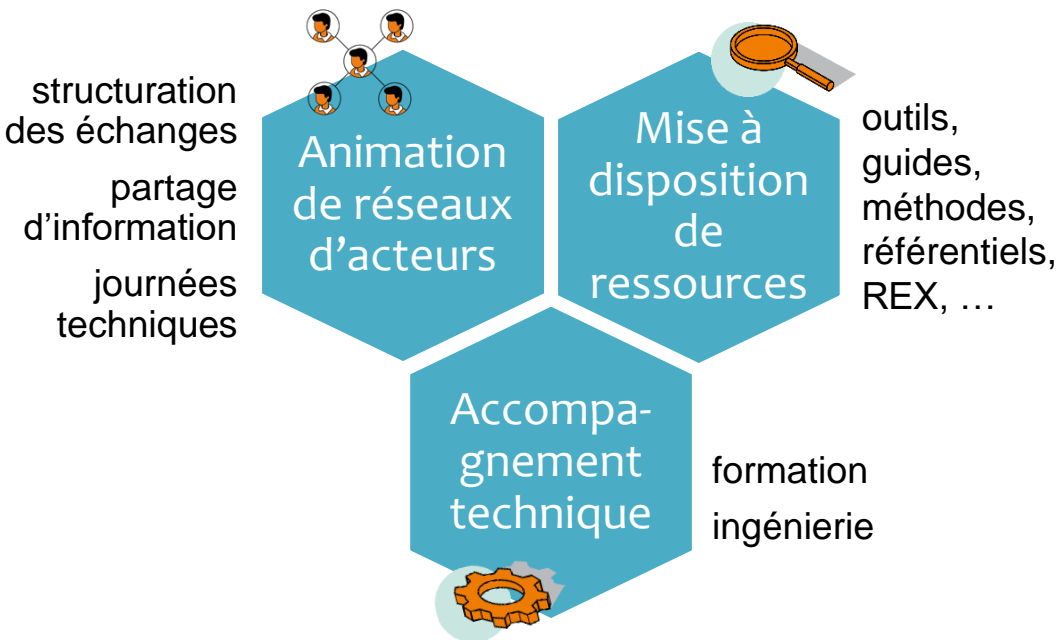 structuration
des échanges
partage
d’information
journées
techniques
Animation
de réseaux
d’acteurs
Mise à
disposition
de
ressources
outils,
guides,
méthodes,
référentiels,
REX, …
Accompa-
gnement
technique
formation
ingénierie